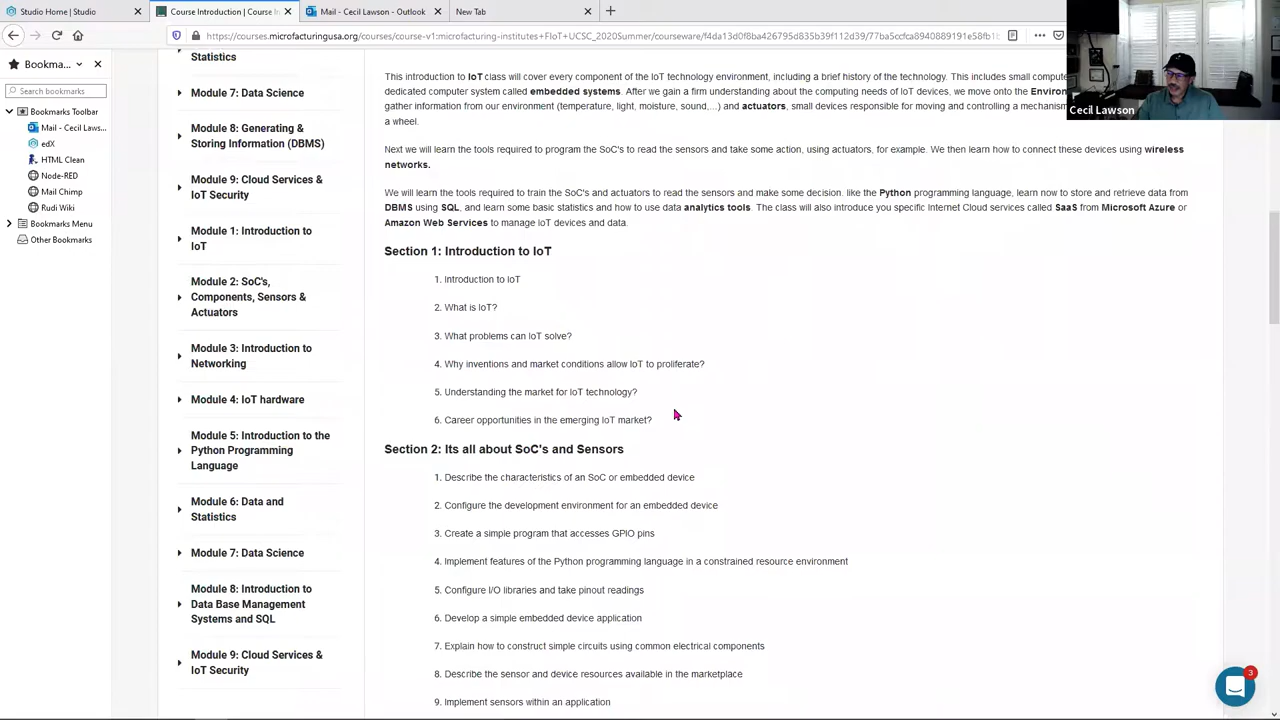 Studio Home | Studio
Course Introduction | Course In
Mail - Cecil Lawson - Outlook
New Tab
Bookma...
Search bookmarks
Bookmarks Toolbar
Mail - Cecil Laws...
edX
HTML Clean
Node-RED
Mail Chimp
Rudi Wiki
Bookmarks Menu
Other Bookmarks
Statistics
Module 7: Data Science
Module 8: Generating &
Storing Information (DBMS)
Module 9: Cloud Services &
IoT Security
Module 1: Introduction to
IoT
Module 2: SoC's,
Components, Sensors &
Actuators
Module 3: Introduction to
Networking
Module 4: IoT hardware
Module 5: Introduction to the
Python Programming
Language
Module 6: Data and
Statistics
Module 7: Data Science
Module 8: Introduction to
Data Base Management
Systems and SQL
Module 9: Cloud Services &
IoT Security
This introduction to IoT class will cover every component of the IoT technology environment, including a brief history of the technology. This includes small compute
dedicated computer system called embedded systems. After we gain a firm understanding about the computing needs of IoT devices, we move onto the Environ
gather information from our environment (temperature, light, moisture, sound,...) and actuators, small devices responsible for moving and controlling a mechanism
a wheel.
Next we will learn the tools required to program the SoC's to read the sensors and take some action, using actuators, for example. We then learn how to connect these devices using wireless
networks.
We will learn the tools required to train the SoC's and actuators to read the sensors and make some decision. like the Python programming language, learn now to store and retrieve data from
DBMS using SQL, and learn some basic statistics and how to use data analytics tools. The class will also introduce you specific Internet Cloud services called SaaS from Microsoft Azure or
Amazon Web Services to manage IoT devices and data.
Section 1: Introduction to IoT
1. Introduction to IoT
2. What is IoT?
3. What problems can IoT solve?
4. Why inventions and market conditions allow IoT to proliferate?
5. Understanding the market for IoT technology?
6. Career opportunities in the emerging IoT market?
Section 2: Its all about SoC's and Sensors
1. Describe the characteristics of an SoC or embedded device
2. Configure the development environment for an embedded device
3. Create a simple program that accesses GPIO pins
4. Implement features of the Python programming language in a constrained resource environment
5. Configure I/O libraries and take pinout readings
6. Develop a simple embedded device application
7. Explain how to construct simple circuits using common electrical components
8. Describe the sensor and device resources available in the marketplace
9. Implement sensors within an application
Cecil Lawson
3